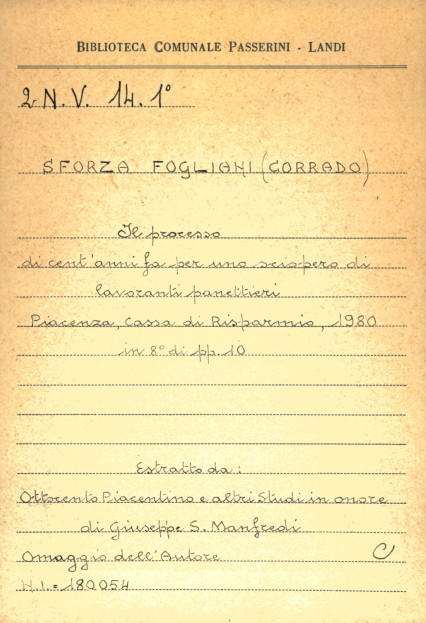 BIBLIOTECA COMUNALE PASSERINI - LANDI
2 N. V. 14. 1°
SFORZA FOGLIANI (CORRADO)
Il processo
di cent'anni fa per uno sciopero di
lavoranti panettieri
Piacenza, Cassa di Risparmio, 1980
in 8° di pp. 10
Estratto da:
Ottocento Piacentino e altri Studi in onore
di Giuseppe S. Manfredi
Omaggio dell'Autore C
N.I. = 180054